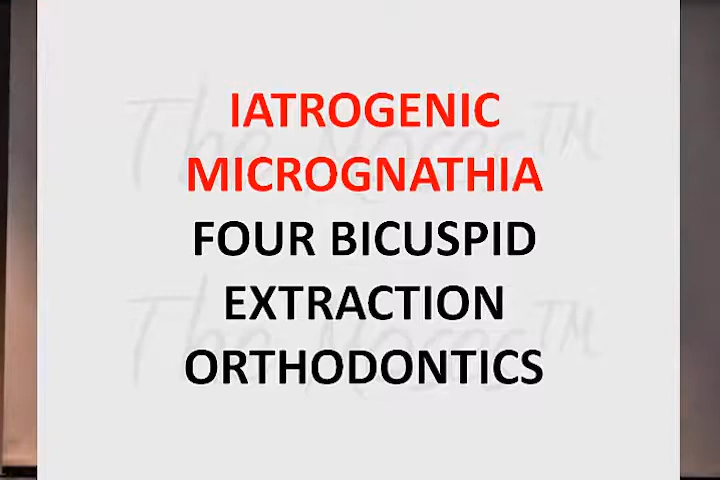 IATROGENIC
MICROGNATHIA
FOUR BICUSPID
EXTRACTION
ORTHODONTICS